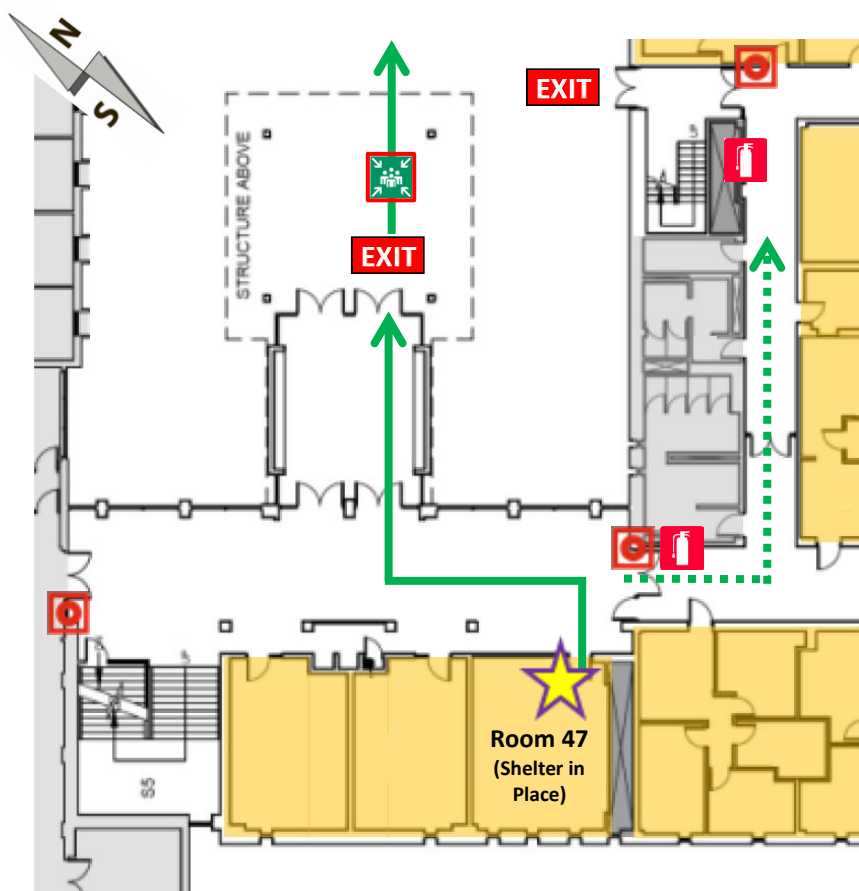 N
S
EXIT
STRUCTURE ABOVE
EXIT
Room 47
(Shelter in
Place)
S5